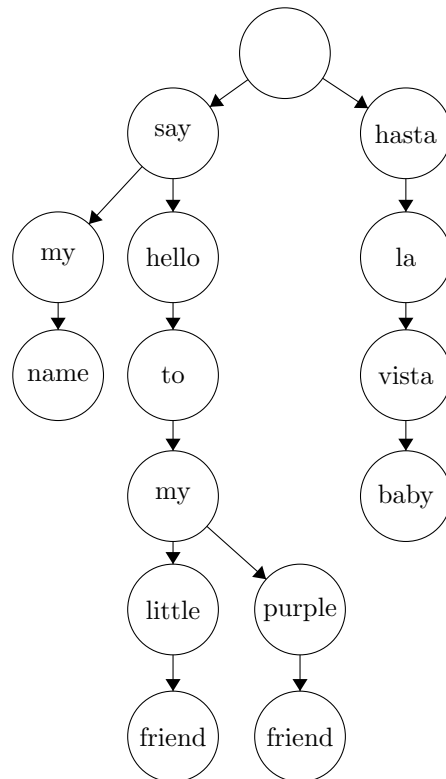 say hasta
my hello la
name to vista
my baby
little purple
friend friend